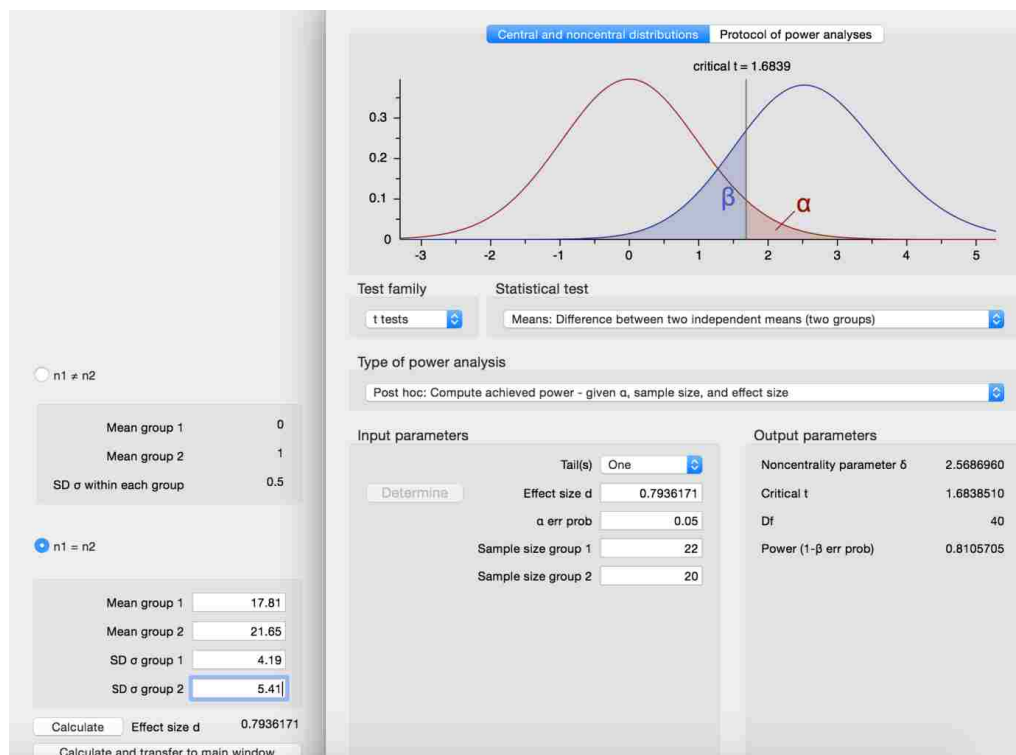 Central and noncentral distributions Protocol of power analyses
critical t = 1.6839
0.3
0.2
0.1
0
β α
-3 -2 -1 0 1 2 3 4 5
Test family Statistical test
t tests Means: Difference between two independent means (two groups)
Type of power analysis
Post hoc: Compute achieved power - given α, sample size, and effect size
Input parameters Output parameters
Tail(s) One Noncentrality parameter δ 2.5686960
Determine Effect size d 0.7936171 Critical t 1.6838510
α err prob 0.05 Df 40
Sample size group 1 22 Power (1-β err prob) 0.8105705
Sample size group 2 20
n1 ≠ n2
Mean group 1 0
Mean group 2 1
SD σ within each group 0.5
n1 = n2
Mean group 1 17.81
Mean group 2 21.65
SD σ group 1 4.19
SD σ group 2 5.41
Calculate Effect size d 0.7936171
Calculate and transfer to main window